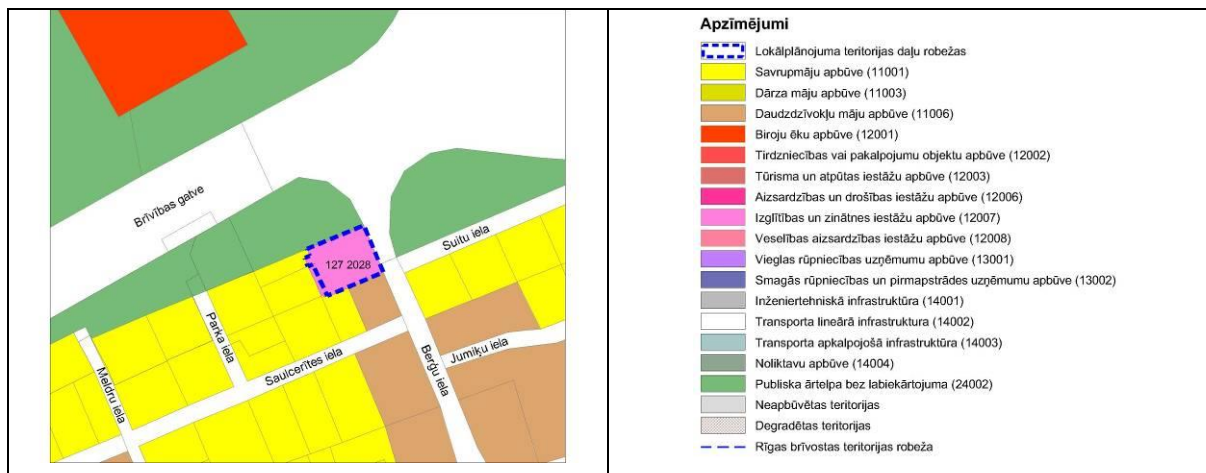 Brīvības gatve
Suitu iela
127 2028
Parka iela
Meldru iela
Saulcerītes iela
Berģu iela
Jumiķu iela
Apzīmējumi
Lokālplānojuma teritorijas daļu robežas
Savrupmāju apbūve (11001)
Dārza māju apbūve (11003)
Daudzdzīvokļu māju apbūve (11006)
Biroju ēku apbūve (12001)
Tirdzniecības vai pakalpojumu objektu apbūve (12002)
Tūrisma un atpūtas iestāžu apbūve (12003)
Aizsardzības un drošības iestāžu apbūve (12006)
Izglītības un zinātnes iestāžu apbūve (12007)
Veselības aizsardzības iestāžu apbūve (12008)
Vieglas rūpniecības uzņēmumu apbūve (13001)
Smagās rūpniecības un pirmapstrādes uzņēmumu apbūve (13002)
Inženiertehniskā infrastruktūra (14001)
Transporta lineārā infrastruktura (14002)
Transporta apkalpojošā infrastruktūra (14003)
Noliktavu apbūve (14004)
Publiska ārtelpa bez labiekārtojuma (24002)
Neapbūvētas teritorijas
Degradētas teritorijas
Rīgas brīvostas teritorijas robeža